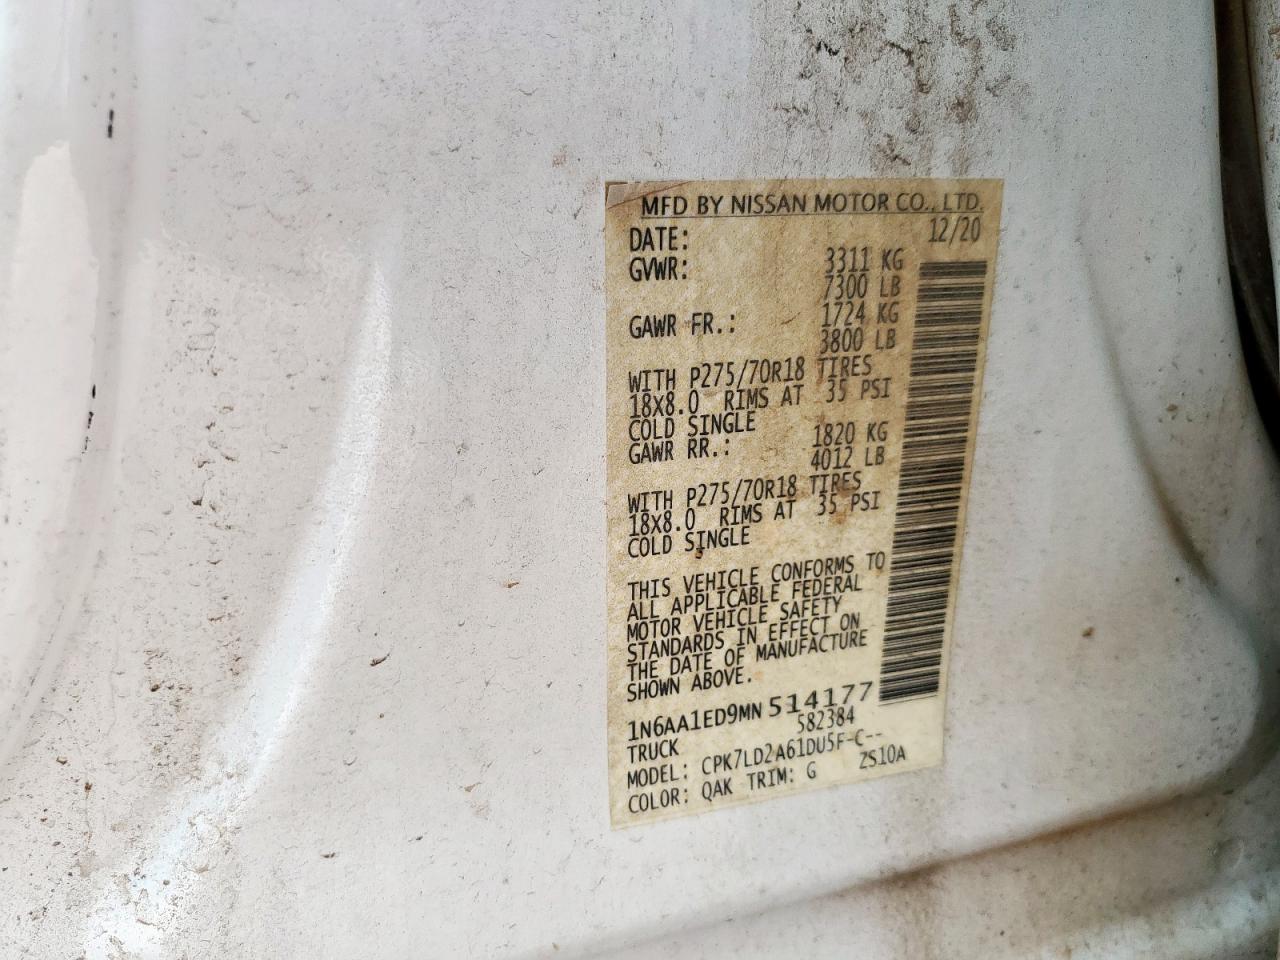 MFD BY NISSAN MOTOR CO., LTD.
DATE: 12/20
GVWR: 3311 KG
7300 LB
GAWR FR.: 1724 KG
3800 LB
WITH P275/70R18 TIRES
18X8.0 RIMS AT 35 PSI
COLD SINGLE
GAWR RR.: 1820 KG
4012 LB
WITH P275/70R18 TIRES
18X8.0 RIMS AT 35 PSI
COLD SINGLE
THIS VEHICLE CONFORMS TO
ALL APPLICABLE FEDERAL
MOTOR VEHICLE SAFETY
STANDARDS IN EFFECT ON
THE DATE OF MANUFACTURE
SHOWN ABOVE.
1N6AA1ED9MN514177
TRUCK 582384
MODEL: CPK7LD2A61DU5F-C--
COLOR: QAK TRIM: G ZS10A